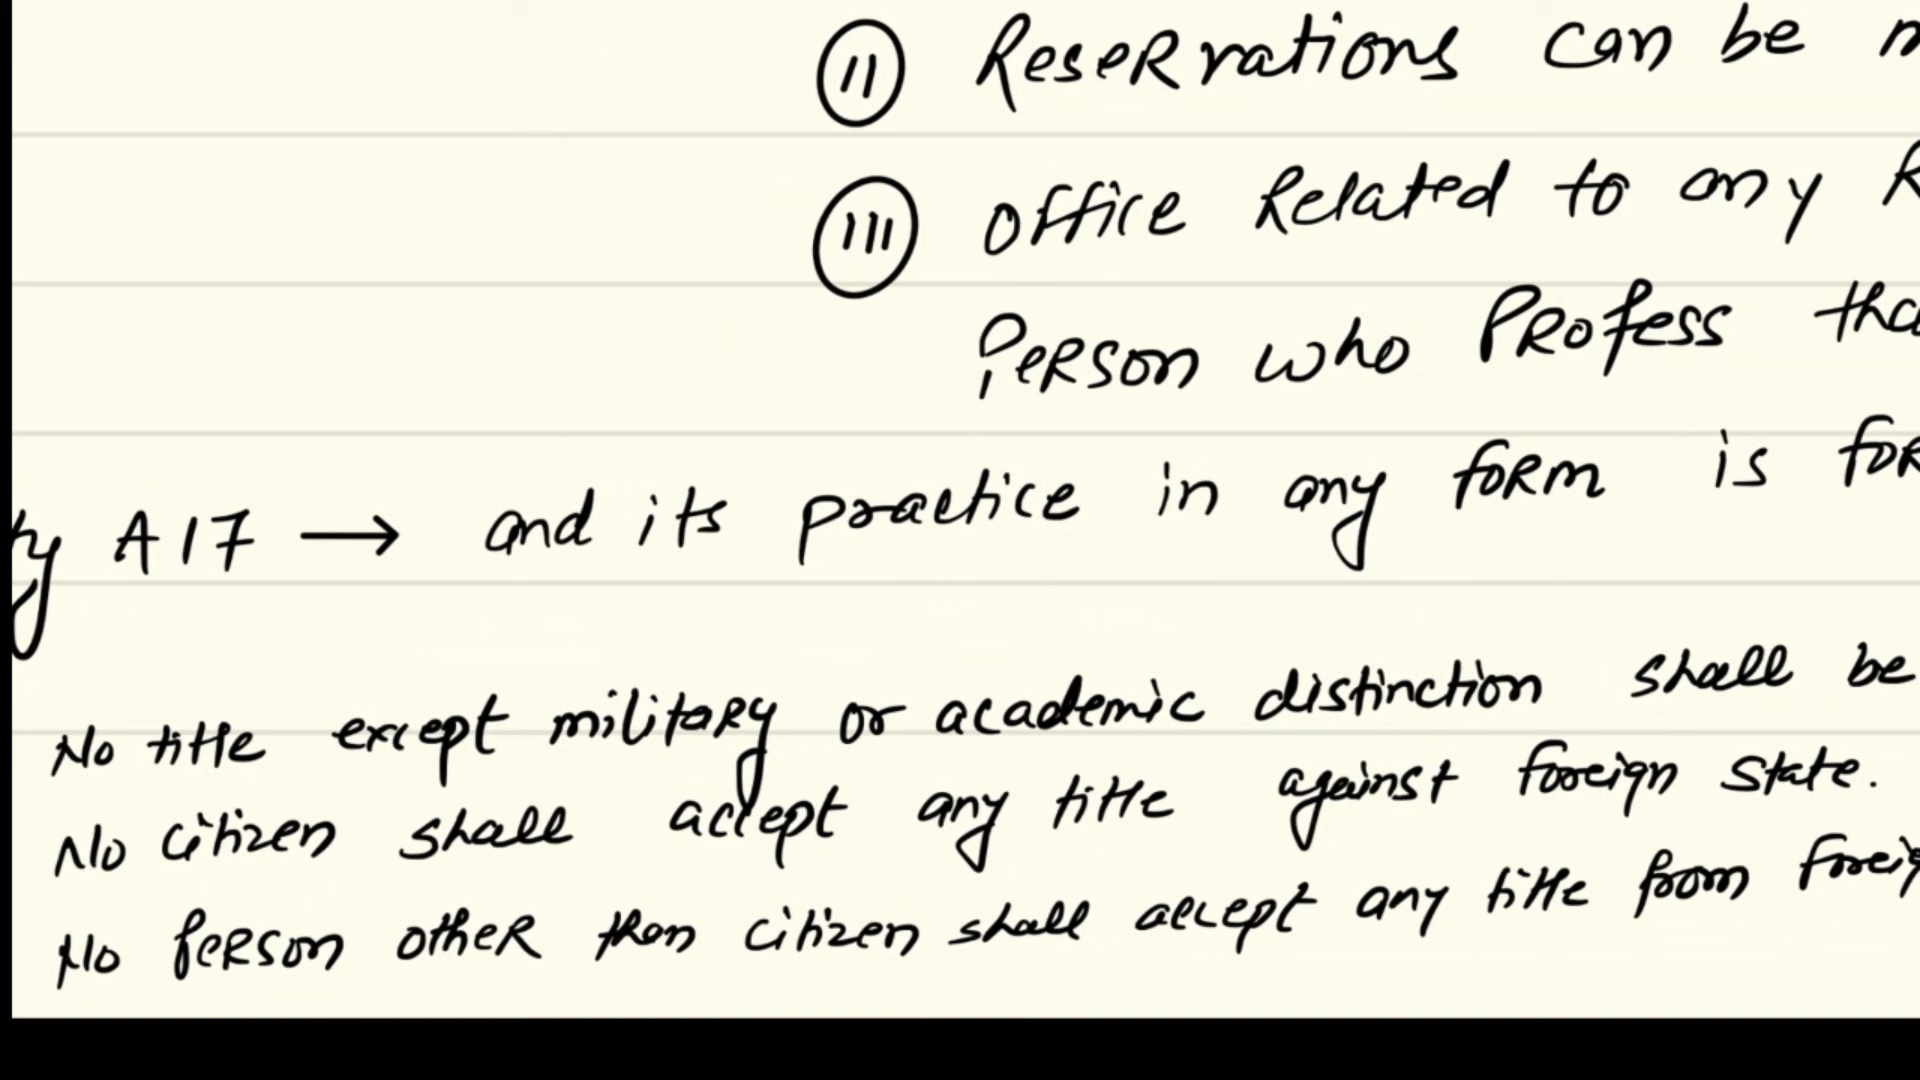 (II) Reservations can be
(III) office Related to any
Person who Profess
A17 → and its practice in any form is
No title except military or academic distinction shall be
No citizen shall accept any title against foreign state.
No person other than citizen shall accept any title from